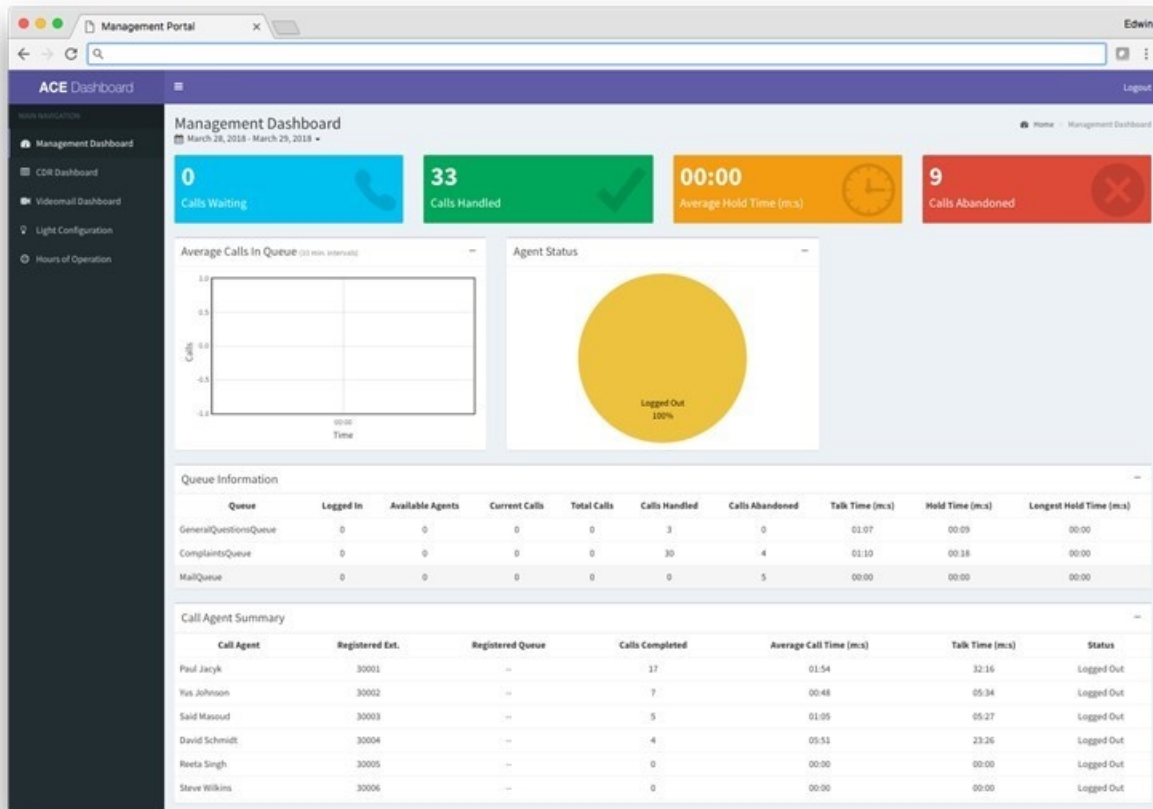 Management Portal
Edwin
ACE Dashboard
Logout
MAIN NAVIGATION
Management Dashboard
CDR Dashboard
Videomail Dashboard
Light Configuration
Hours of Operation
Management Dashboard
March 28, 2018 - March 29, 2018
Home Management Dashboard
0
Calls Waiting
33
Calls Handled
00:00
Average Hold Time (m:s)
9
Calls Abandoned
Average Calls In Queue (10 min. intervals)
1.0
0.5
0.0
-0.5
-1.0
Calls
00:00
Time
Agent Status
Logged Out
100%
Queue Information
Queue Logged In Available Agents Current Calls Total Calls Calls Handled Calls Abandoned Talk Time (m:s) Hold Time (m:s) Longest Hold Time (m:s)
GeneralQuestionsQueue 0 0 0 0 3 0 01:07 00:09 00:00
ComplaintsQueue 0 0 0 0 30 4 01:10 00:18 00:00
MailQueue 0 0 0 0 0 5 00:00 00:00 00:00
Call Agent Summary
Call Agent Registered Ext. Registered Queue Calls Completed Average Call Time (m:s) Talk Time (m:s) Status
Paul Jacyk 30001 -- 17 01:54 32:16 Logged Out
Yus Johnson 30002 -- 7 00:48 05:34 Logged Out
Said Masoud 30003 -- 5 01:05 05:27 Logged Out
David Schmidt 30004 -- 4 05:51 23:26 Logged Out
Reeta Singh 30005 -- 0 00:00 00:00 Logged Out
Steve Wilkins 30006 -- 0 00:00 00:00 Logged Out